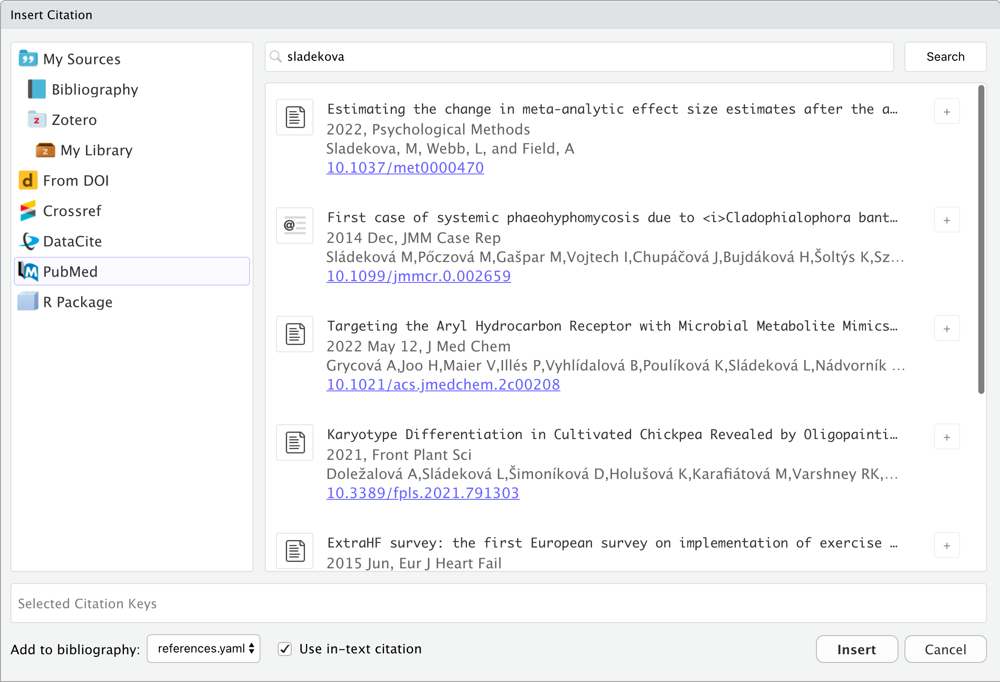 Insert Citation
My Sources
Bibliography
Zotero
My Library
From DOI
Crossref
DataCite
PubMed
R Package
sladekova
Search
Estimating the change in meta-analytic effect size estimates after the a…
2022, Psychological Methods
Sladekova, M, Webb, L, and Field, A
10.1037/met0000470
+
First case of systemic phaeohyphomycosis due to <i>Cladophialophora bant…
2014 Dec, JMM Case Rep
Sládeková M,Pőczová M,Gašpar M,Vojtech I,Chupáčová J,Bujdáková H,Šoltýs K,Sz…
10.1099/jmmcr.0.002659
+
Targeting the Aryl Hydrocarbon Receptor with Microbial Metabolite Mimics…
2022 May 12, J Med Chem
Grycová A,Joo H,Maier V,Illés P,Vyhlídalová B,Poulíková K,Sládeková L,Nádvorník …
10.1021/acs.jmedchem.2c00208
+
Karyotype Differentiation in Cultivated Chickpea Revealed by Oligopainti…
2021, Front Plant Sci
Doležalová A,Sládeková L,Šimoníková D,Holušová K,Karafiátová M,Varshney RK,…
10.3389/fpls.2021.791303
+
ExtraHF survey: the first European survey on implementation of exercise …
2015 Jun, Eur J Heart Fail
+
Selected Citation Keys
Add to bibliography: references.yaml
Use in-text citation
Insert
Cancel